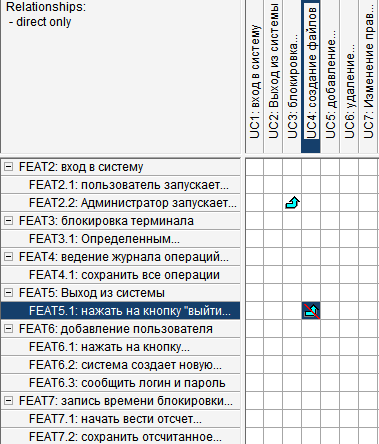 Relationships:
- direct only
UC1: вход в систему
UC2: Выход из системы
UC3: блокировка...
UC4: создание файлов
UC5: добавление...
UC6: удаление...
UC7: Изменение прав...
FEAT2: вход в систему
FEAT2.1: пользователь запускает...
FEAT2.2: Администратор запускает...
FEAT3: блокировка терминала
FEAT3.1: Определенным...
FEAT4: ведение журнала операций...
FEAT4.1: сохранить все операции
FEAT5: Выход из системы
FEAT5.1: нажать на кнопку "выйти...
FEAT6: добавление пользователя
FEAT6.1: нажать на кнопку...
FEAT6.2: система создает новую...
FEAT6.3: сообщить логин и пароль
FEAT7: запись времени блокировки...
FEAT7.1: начать вести отсчет...
FEAT7.2: сохранить отсчитанное...